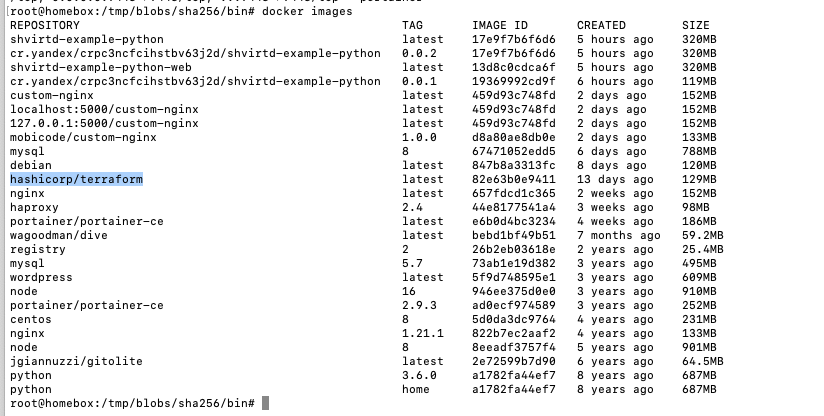 [root@homebox:/tmp/blobs/sha256/bin# docker images
REPOSITORY TAG IMAGE ID CREATED SIZE
shvirtd-example-python latest 17e9f7b6f6d6 5 hours ago 320MB
cr.yandex/crpc3ncfcihstbv63j2d/shvirtd-example-python 0.0.2 17e9f7b6f6d6 5 hours ago 320MB
shvirtd-example-python-web latest 13d8c0cdca6f 5 hours ago 320MB
cr.yandex/crpc3ncfcihstbv63j2d/shvirtd-example-python 0.0.1 19369992cd9f 6 hours ago 119MB
custom-nginx latest 459d93c748fd 2 days ago 152MB
localhost:5000/custom-nginx latest 459d93c748fd 2 days ago 152MB
127.0.0.1:5000/custom-nginx latest 459d93c748fd 2 days ago 152MB
mobicode/custom-nginx 1.0.0 d8a80ae8db0e 2 days ago 133MB
mysql 8 67471052edd5 6 days ago 788MB
debian latest 847b8a3313fc 8 days ago 120MB
hashicorp/terraform latest 82e63b0e9411 13 days ago 129MB
nginx latest 657fdcd1c365 2 weeks ago 152MB
haproxy 2.4 44e8177541a4 3 weeks ago 98MB
portainer/portainer-ce latest e6b0d4bc3234 4 weeks ago 186MB
wagoodman/dive latest bebd1bf49b51 7 months ago 59.2MB
registry 2 26b2eb03618e 2 years ago 25.4MB
mysql 5.7 73ab1e19d382 3 years ago 495MB
wordpress latest 5f9d748595e1 3 years ago 609MB
node 16 946ee375d0e0 3 years ago 910MB
portainer/portainer-ce 2.9.3 ad0ecf974589 3 years ago 252MB
centos 8 5d0da3dc9764 4 years ago 231MB
nginx 1.21.1 822b7ec2aaf2 4 years ago 133MB
node 8 8eeadf3757f4 5 years ago 901MB
jgiannuzzi/gitolite latest 2e72599b7d90 6 years ago 64.5MB
python 3.6.0 a1782fa44ef7 8 years ago 687MB
python home a1782fa44ef7 8 years ago 687MB
root@homebox:/tmp/blobs/sha256/bin#